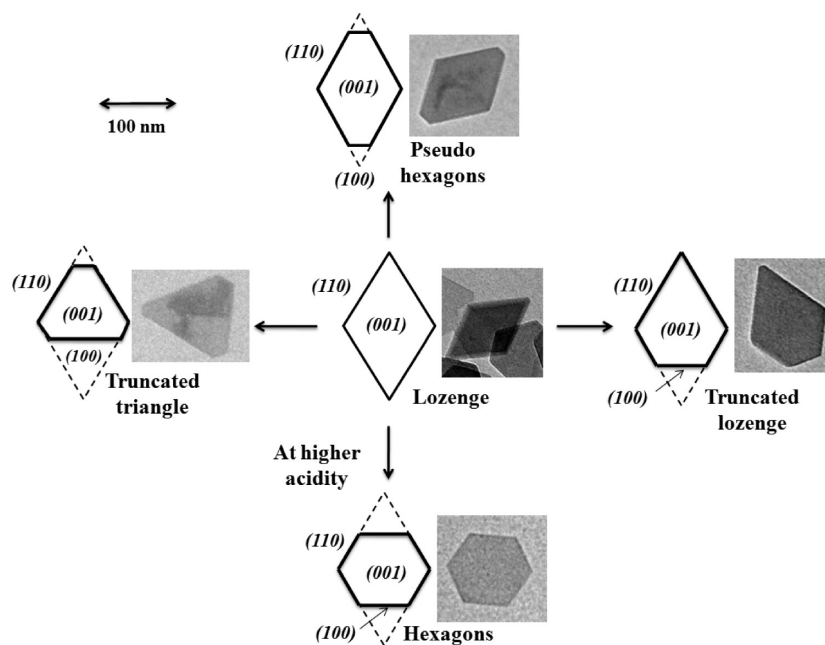 (110)
(001)
100 nm
Pseudo
hexagons
(100)
(110)
(001)
(100)
Truncated
triangle
(110)
(001)
Lozenge
(110)
(001)
(100)
Truncated
lozenge
At higher
acidity
(110)
(001)
(100)
Hexagons